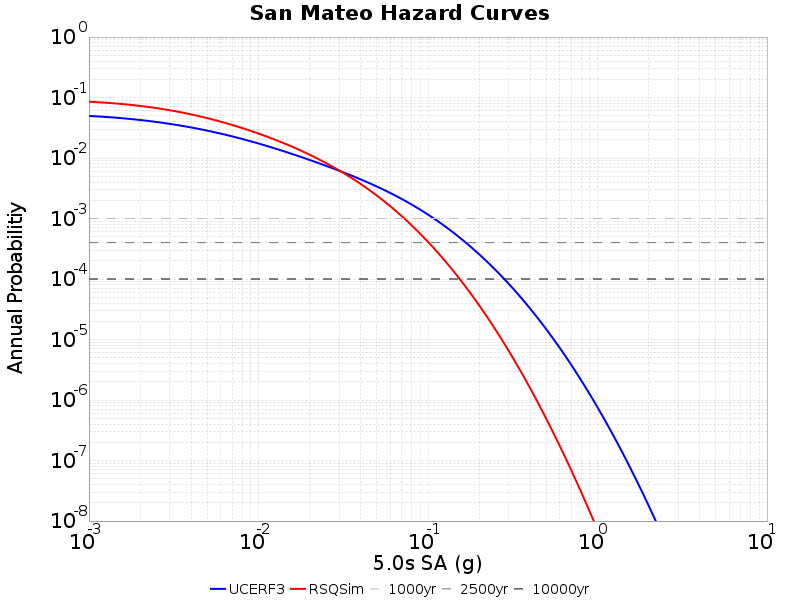 San Mateo Hazard Curves
Annual Probabilitiy
10^0
10^-1
10^-2
10^-3
10^-4
10^-5
10^-6
10^-7
10^-8
10^-3 10^-2 10^-1 10^0 10^1
5.0s SA (g)
UCERF3 RSQSim 1000yr 2500yr 10000yr